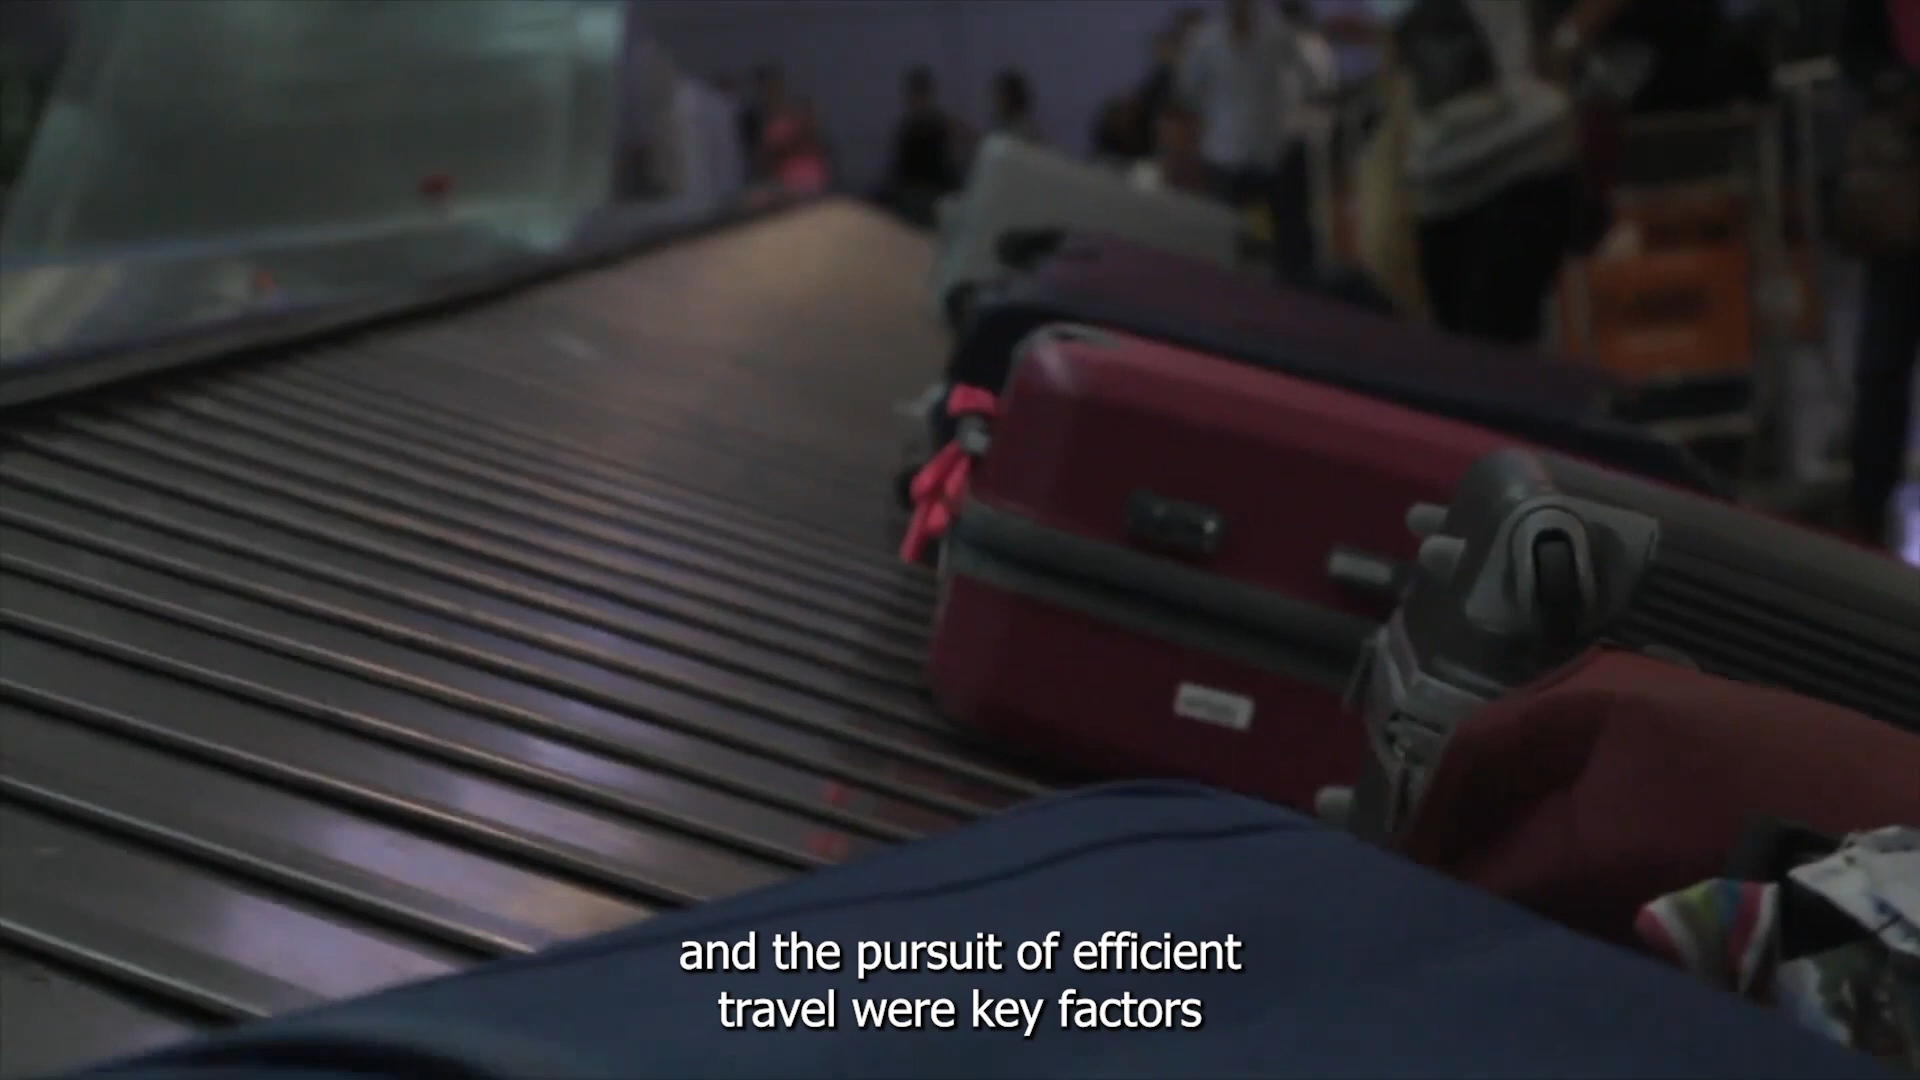 and the pursuit of efficient
travel were key factors